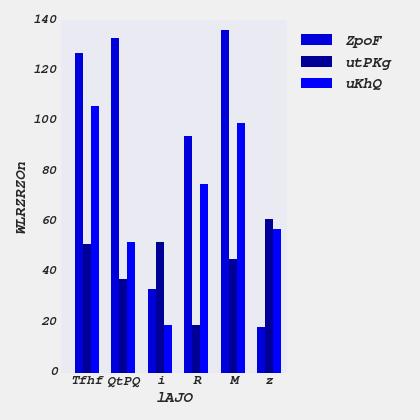 140
120
100
80
60
40
20
0
WLRZRZOn
Tfhf QtPQ i R M z
lAJO
ZpoF
utPKg
uKhQ